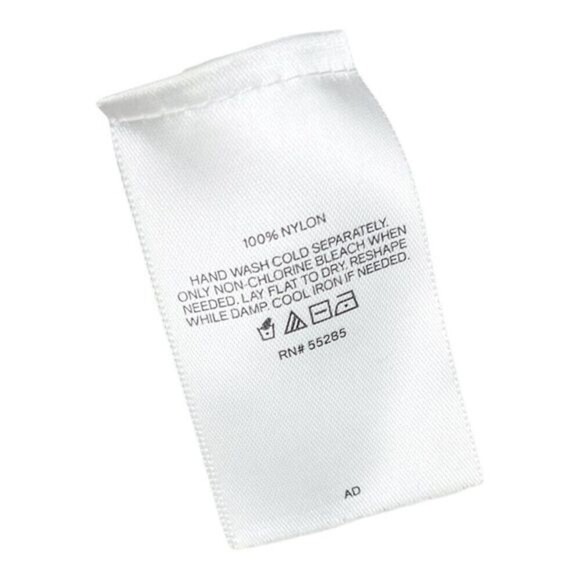 100% NYLON
HAND WASH COLD SEPARATELY.
ONLY NON-CHLORINE BLEACH WHEN
NEEDED. LAY FLAT TO DRY. RESHAPE
WHILE DAMP. COOL IRON IF NEEDED.
RN# 55285
AD